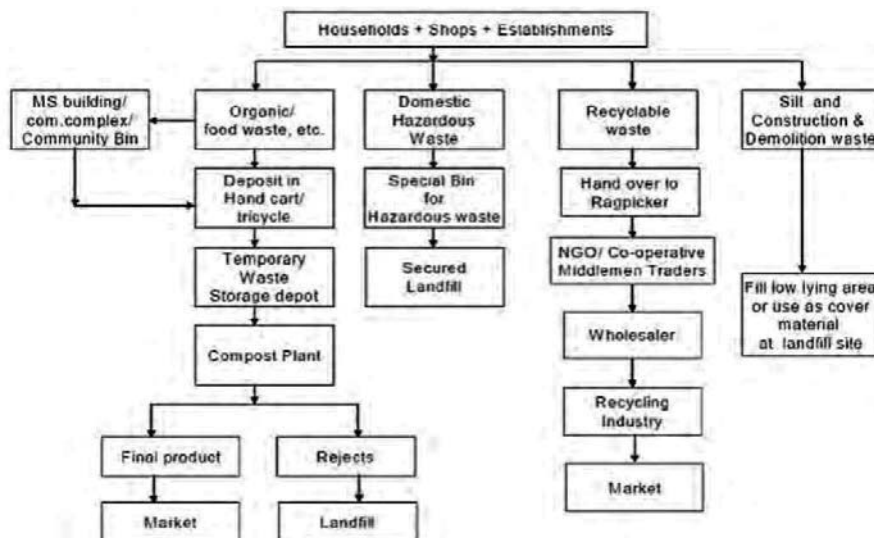 Households + Shops + Establishments
MS building/
com.complex/
Community Bin
Organic/
food waste, etc.
Domestic
Hazardous
Waste
Recyclable
waste
Silt and
Construction &
Demolition waste
Deposit in
Hand cart/
tricycle
Special Bin
for
Hazardous waste
Hand over to
Ragpicker
Temporary
Waste
Storage depot
Secured
Landfill
NGO/ Co-operative
Middlemen Traders
Fill low lying area
or use as cover
material
at landfill site
Compost Plant
Wholesaler
Recycling
Industry
Final product
Rejects
Market
Market
Landfill